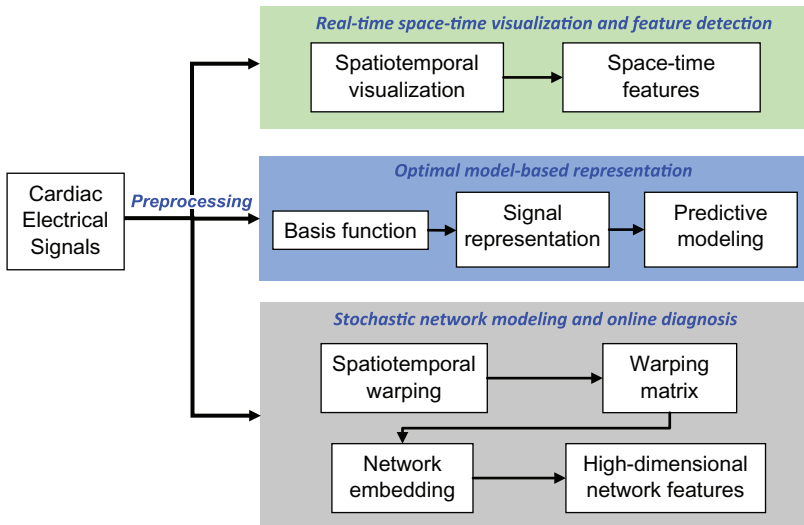 Real-time space-time visualization and feature detection
Spatiotemporal
visualization
Space-time
features
Cardiac
Electrical
Signals
Preprocessing
Optimal model-based representation
Basis function
Signal
representation
Predictive
modeling
Stochastic network modeling and online diagnosis
Spatiotemporal
warping
Warping
matrix
Network
embedding
High-dimensional
network features